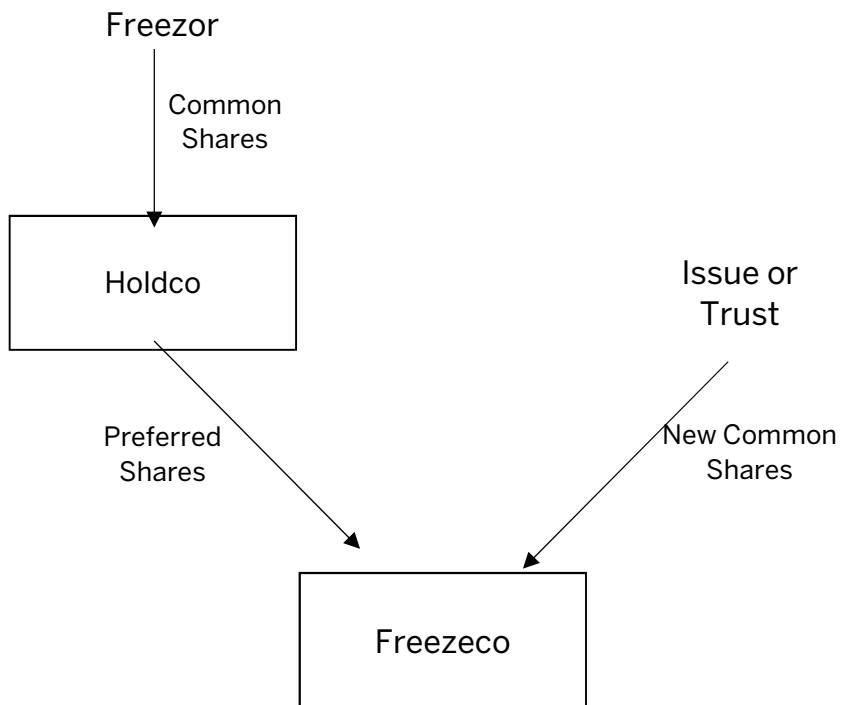 Freezor
Common
Shares
Holdco
Issue or
Trust
Preferred
Shares
New Common
Shares
Freezeco